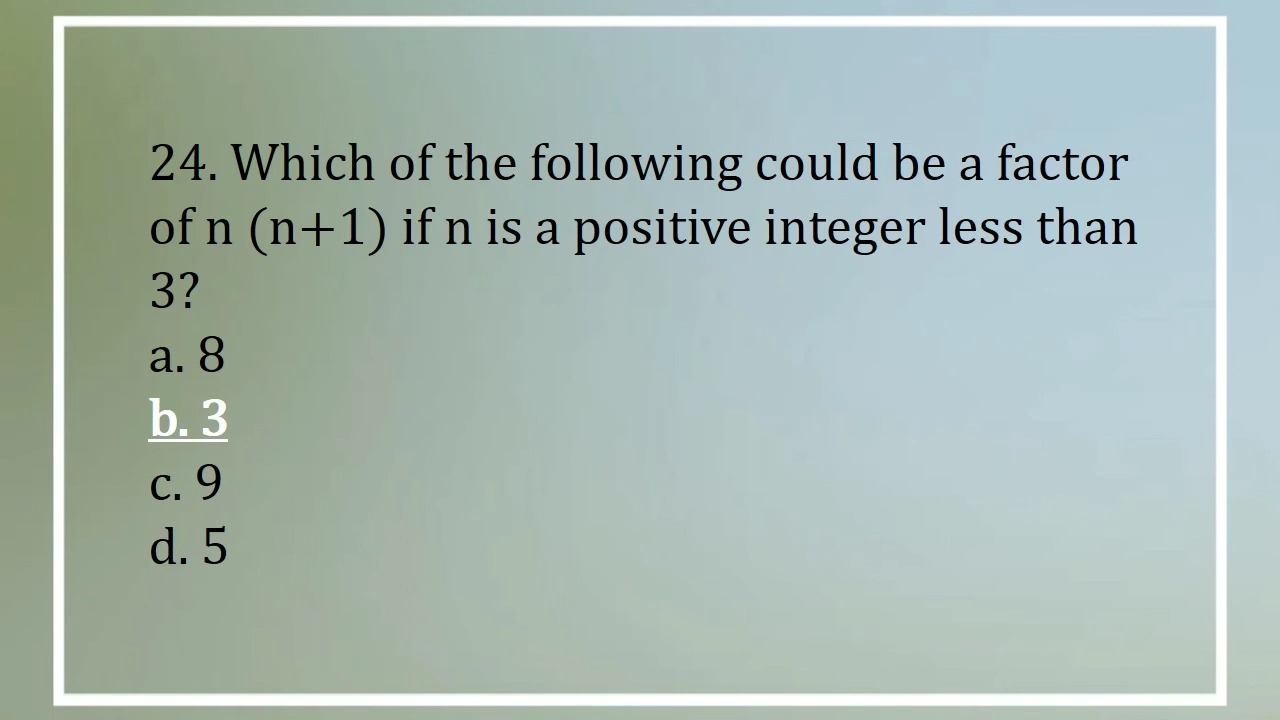 24. Which of the following could be a factor
of n (n+1) if n is a positive integer less than
3?
a. 8
b. 3
c. 9
d. 5